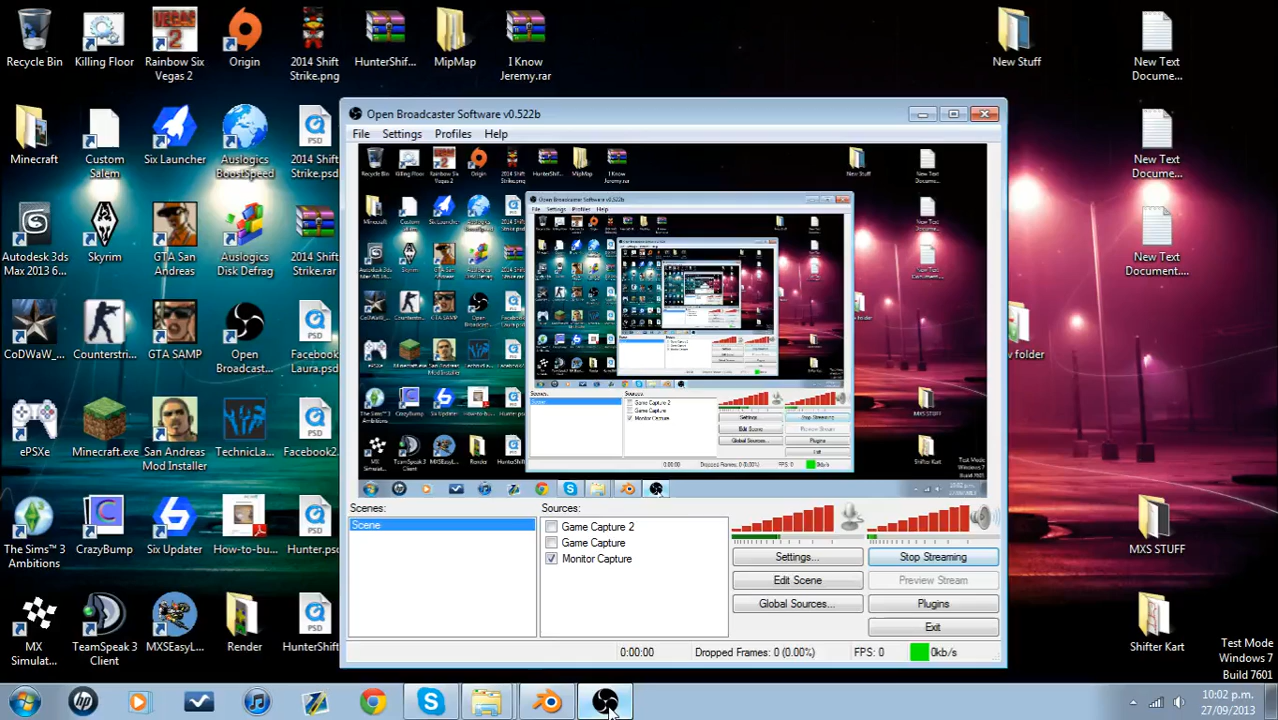 Recycle Bin
Killing Floor
Rainbow Six
Vegas 2
Origin
2014 Shift
Strike.png
HunterShif...
MipMap
I Know
Jeremy.rar
New Stuff
New Text
Docume...
Minecraft
Custom
Salem
Six Launcher
Auslogics
BoostSpeed
2014 Shift
Strike.psd
New Text
Docume...
Autodesk 3ds
Max 2013 6...
Skyrim
GTA San
Andreas
Auslogics
Disk Defrag
2014 Shift
Strike.rar
New Text
Document....
Counterstri...
GTA SAMP
Open
Broadcast...
Facebook
Laura.psd
folder
Minecraft.exe
San Andreas
Mod Installer
TechnicLa...
Facebook2...
The Sims™ 3
Ambitions
CrazyBump
Six Updater
How-to-bu...
Hunter.psd
MXS STUFF
MX
Simulat...
TeamSpeak 3
Client
MXSEasyL...
Render
HunterShif...
Shifter Kart
Open Broadcaster Software v0.522b
File Settings Profiles Help
Scenes:
Scene
Sources:
Game Capture 2
Game Capture
Monitor Capture
Settings...
Stop Streaming
Edit Scene
Preview Stream
Global Sources...
Plugins
Exit
0:00:00
Dropped Frames: 0 (0.00%)
FPS: 0
0kb/s
Test Mode
Windows 7
Build 7601
10:02 p.m.
27/09/2013